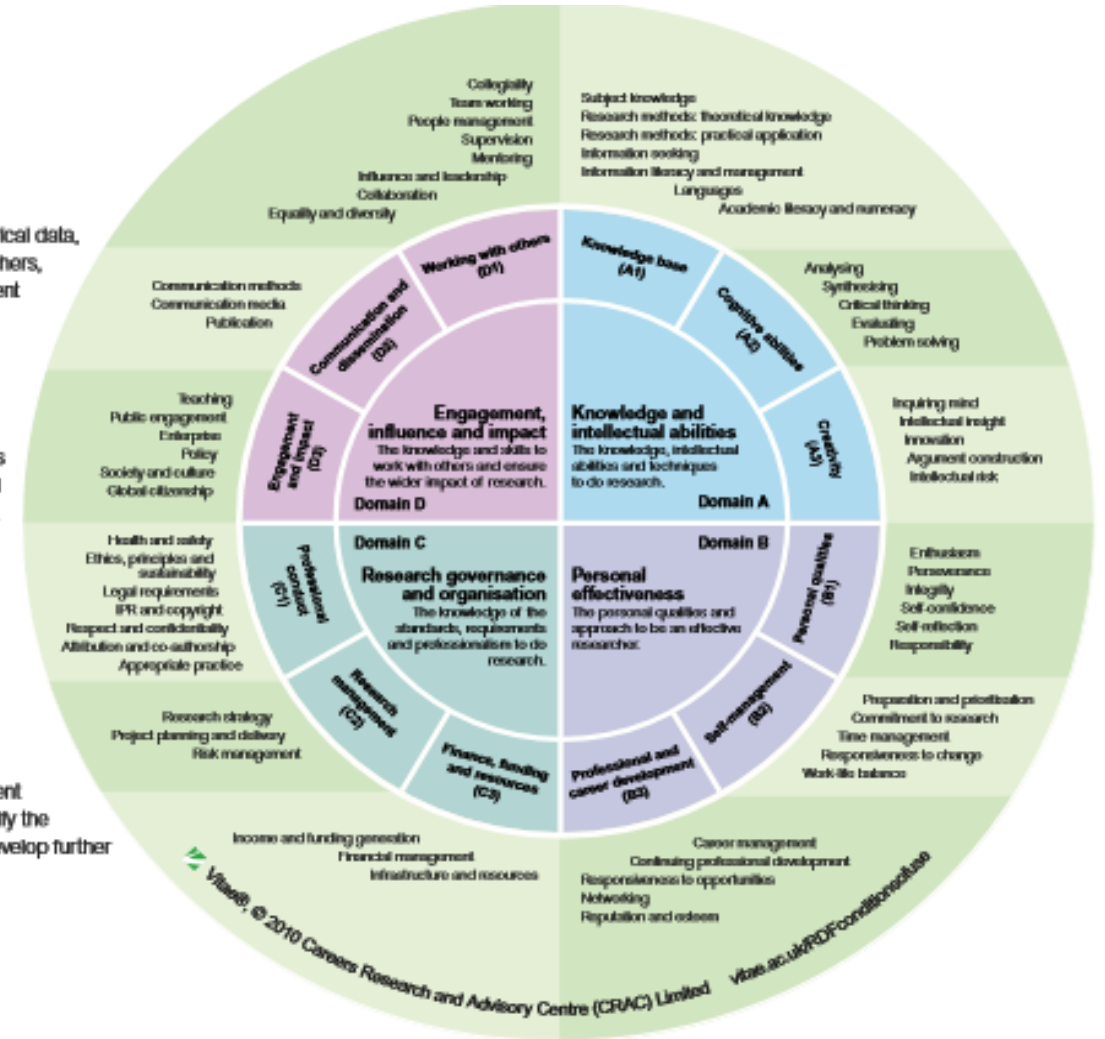 ical data,
hers,
ent
s
ent
ify the
velop further
Collegiality
Team working
People management
Supervision
Mentoring
Influence and leadership
Collaboration
Equality and diversity
Subject knowledge
Research methods: theoretical knowledge
Research methods: practical application
Information seeking
Information literacy and management
Languages
Academic literacy and numeracy
Working with others
(D1)
Knowledge base
(A1)
Communication methods
Communication media
Publication
Communication and
dissemination
(D2)
Cognitive abilities
(A2)
Analysing
Synthesising
Critical thinking
Evaluating
Problem solving
Teaching
Public engagement
Enterprise
Policy
Society and culture
Global citizenship
Engagement
and impact
(D3)
Engagement,
influence and impact
The knowledge and skills to
work with others and ensure
the wider impact of research.
Domain D
Knowledge and
intellectual abilities
The knowledge, intellectual
abilities and techniques
to do research.
Domain A
Creativity
(A3)
Inquiring mind
Intellectual insight
Innovation
Argument construction
Intellectual risk
Health and safety
Ethics, principles and
sustainability
Legal requirements
IPR and copyright
Respect and confidentiality
Attribution and co-authorship
Appropriate practice
Professional
conduct
(C1)
Domain C
Research governance
and organisation
The knowledge of the
standards, requirements
and professionalism to do
research.
Domain B
Personal
effectiveness
The personal qualities and
approach to be an effective
researcher.
Personal qualities
(B1)
Enthusiasm
Perseverance
Integrity
Self-confidence
Self-reflection
Responsibility
Research strategy
Project planning and delivery
Risk management
Research
management
(C2)
Self-management
(B2)
Preparation and prioritisation
Commitment to research
Time management
Responsiveness to change
Work-life balance
Finance, funding
and resources
(C3)
Professional and
career development
(B3)
Income and funding generation
Financial management
Infrastructure and resources
Career management
Continuing professional development
Responsiveness to opportunities
Networking
Reputation and esteem
Vitae®, © 2010 Careers Research and Advisory Centre (CRAC) Limited
vitae.ac.uk/RDFconditionsofuse